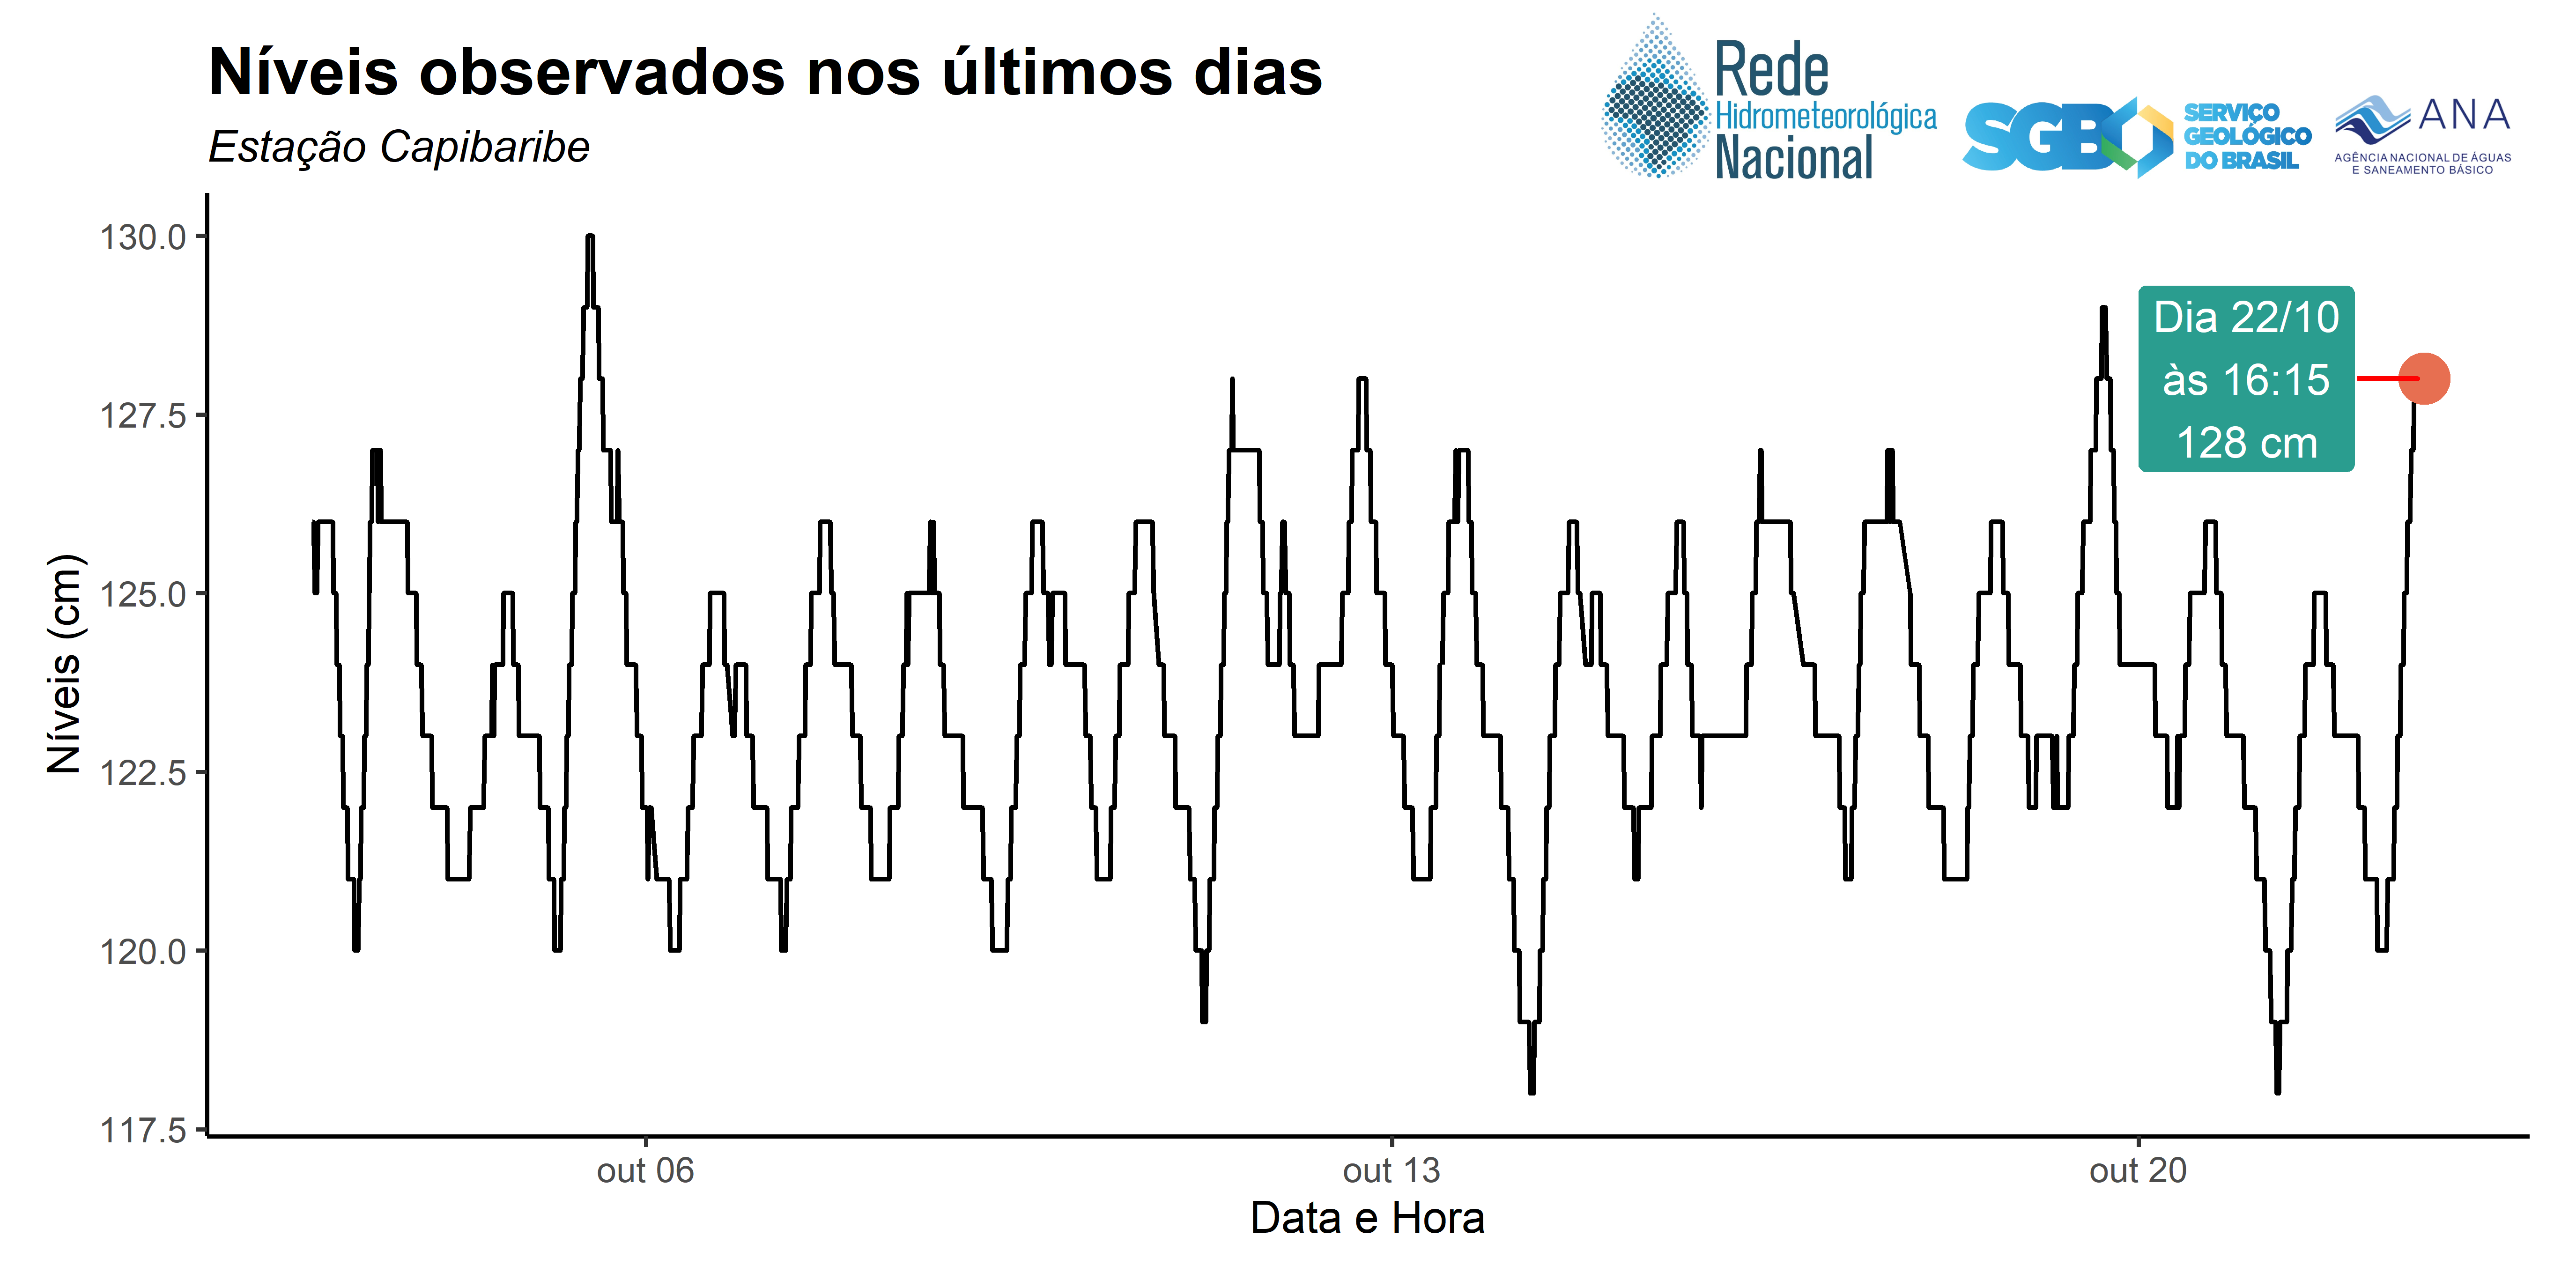 Níveis observados nos últimos dias
Estação Capibaribe
Rede
Hidrometeorológica
Nacional
SGB
SERVIÇO
GEOLÓGICO
DO BRASIL
ANA
AGÊNCIA NACIONAL DE ÁGUAS
E SANEAMENTO BÁSICO
Níveis (cm)
130.0
127.5
125.0
122.5
120.0
117.5
Dia 22/10
às 16:15
128 cm
out 06
out 13
out 20
Data e Hora